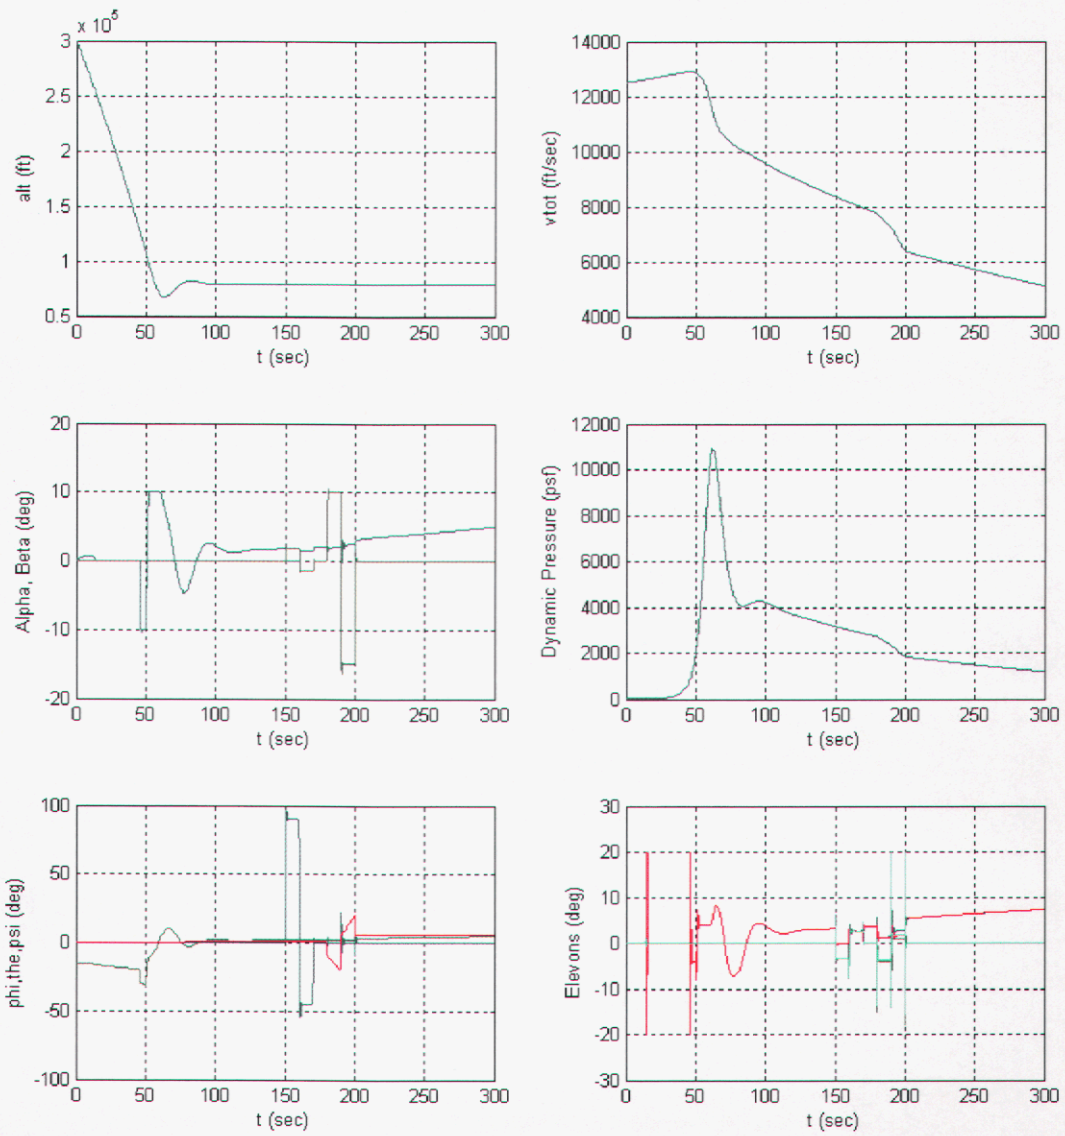 x 10^5
3
2.5
2
1.5
1
0.5
alt (ft)
0 50 100 150 200 250 300
t (sec)
14000
12000
10000
8000
6000
4000
vtot (ft/sec)
0 50 100 150 200 250 300
t (sec)
20
10
0
-10
-20
Alpha, Beta (deg)
0 50 100 150 200 250 300
t (sec)
12000
10000
8000
6000
4000
2000
0
Dynamic Pressure (psf)
0 50 100 150 200 250 300
t (sec)
100
50
0
-50
-100
phi,the,psi (deg)
0 50 100 150 200 250 300
t (sec)
30
20
10
0
-10
-20
-30
Elevons (deg)
0 50 100 150 200 250 300
t (sec)